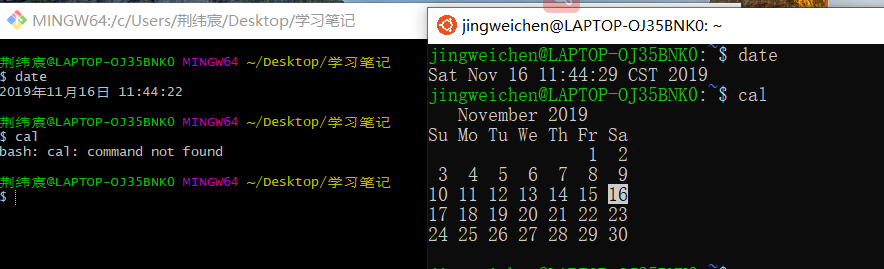 MINGW64:/c/Users/荆纬宸/Desktop/学习笔记
荆纬宸@LAPTOP-OJ35BNK0 MINGW64 ~/Desktop/学习笔记
$ date
2019年11月16日 11:44:22
荆纬宸@LAPTOP-OJ35BNK0 MINGW64 ~/Desktop/学习笔记
$ cal
bash: cal: command not found
荆纬宸@LAPTOP-OJ35BNK0 MINGW64 ~/Desktop/学习笔记
$
jingweichen@LAPTOP-OJ35BNK0: ~
jingweichen@LAPTOP-OJ35BNK0:~$ date
Sat Nov 16 11:44:29 CST 2019
jingweichen@LAPTOP-OJ35BNK0:~$ cal
November 2019
Su Mo Tu We Th Fr Sa
1 2
3 4 5 6 7 8 9
10 11 12 13 14 15 16
17 18 19 20 21 22 23
24 25 26 27 28 29 30